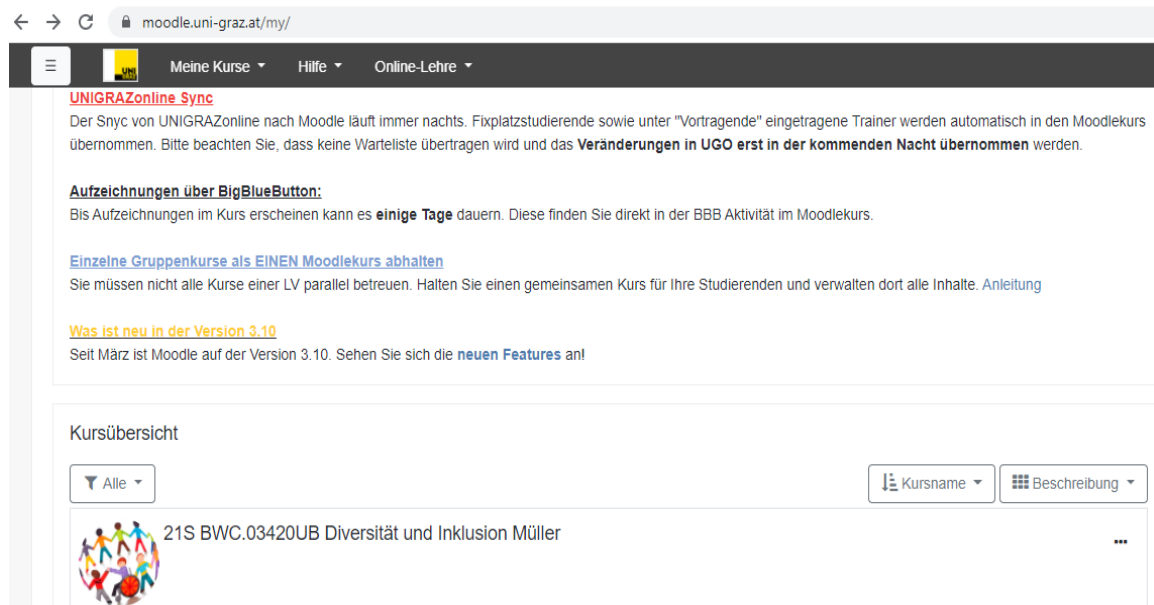 moodle.uni-graz.at/my/
UNI
GRAZ
Meine Kurse
Hilfe
Online-Lehre
UNIGRAZonline Sync
Der Snyc von UNIGRAZonline nach Moodle läuft immer nachts. Fixplatzstudierende sowie unter "Vortragende" eingetragene Trainer werden automatisch in den Moodlekurs
übernommen. Bitte beachten Sie, dass keine Warteliste übertragen wird und das Veränderungen in UGO erst in der kommenden Nacht übernommen werden.
Aufzeichnungen über BigBlueButton:
Bis Aufzeichnungen im Kurs erscheinen kann es einige Tage dauern. Diese finden Sie direkt in der BBB Aktivität im Moodlekurs.
Einzelne Gruppenkurse als EINEN Moodlekurs abhalten
Sie müssen nicht alle Kurse einer LV parallel betreuen. Halten Sie einen gemeinsamen Kurs für Ihre Studierenden und verwalten dort alle Inhalte. Anleitung
Was ist neu in der Version 3.10
Seit März ist Moodle auf der Version 3.10. Sehen Sie sich die neuen Features an!
Kursübersicht
Alle
Kursname
Beschreibung
21S BWC.03420UB Diversität und Inklusion Müller